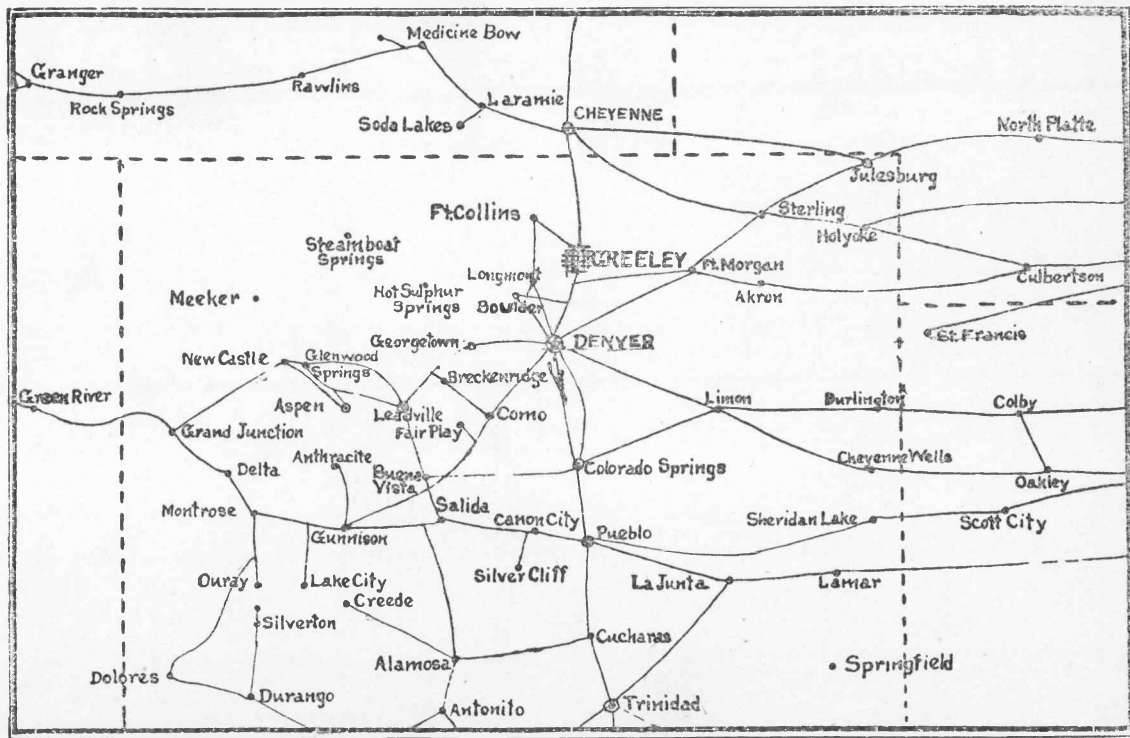 Medicine Bow
Granger
Rawlins
Rock Springs
Laramie
CHEYENNE
Soda Lakes
North Platte
Julesburg
Ft.Collins
Sterling
Holyoke
Steamboat
Springs
GREELEY
Longmont
Ft. Morgan
Culbertson
Hot Sulphur
Springs
Boulder
Akron
Meeker
St. Francis
Georgetown
DENVER
New Castle
Glenwood
Springs
Breckenridge
Green River
Aspen
Leadville
Como
Limon
Burlington
Colby
Grand Junction
Fair Play
Anthracite
Delta
Buena
Vista
Colorado Springs
Cheyenne Wells
Oakley
Montrose
Salida
Canon City
Gunnison
Pueblo
Sheridan Lake
Scott City
Ouray
Lake City
Silver Cliff
La Junta
Lamar
Creede
Silverton
Cucharas
Alamosa
Springfield
Dolores
Durango
Antonito
Trinidad